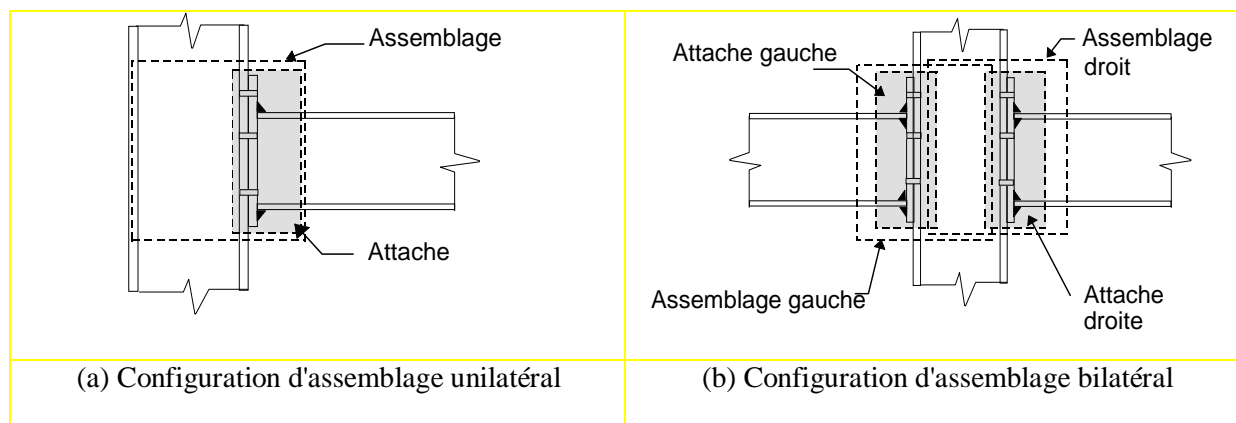 Assemblage
Attache
Attache gauche
Assemblage
droit
Assemblage gauche
Attache
droite
(a) Configuration d'assemblage unilatéral
(b) Configuration d'assemblage bilatéral